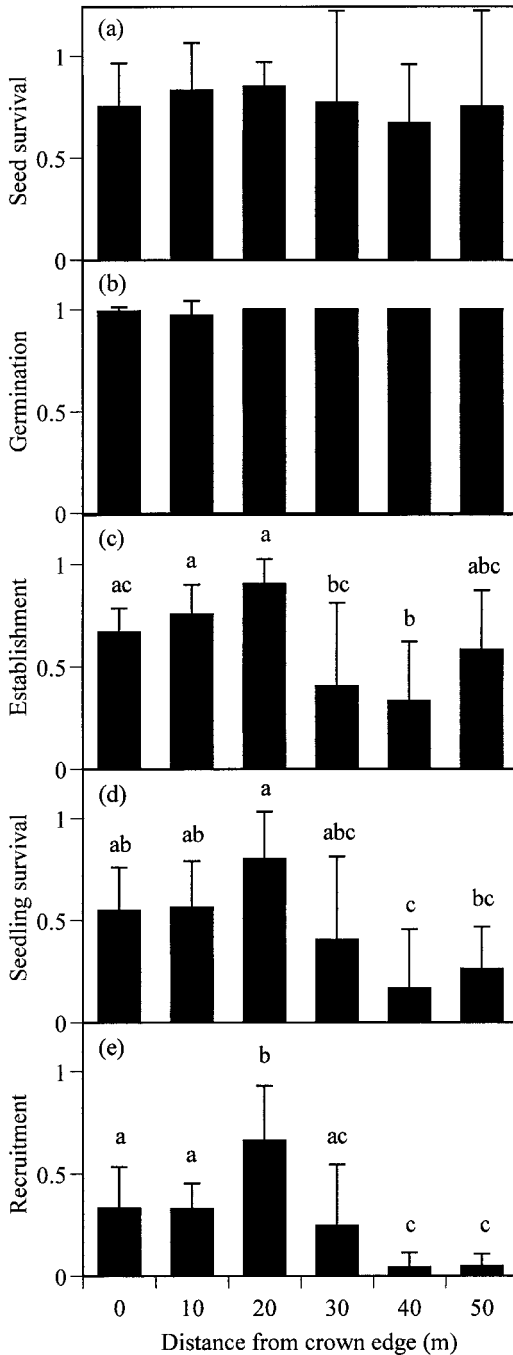 (a)
1
0.5
0
Seed survival
(b)
1
0.5
0
Germination
(c)
ac a a bc b abc
1
0.5
0
Establishment
(d)
ab ab a abc c bc
1
0.5
0
Seedling survival
(e)
a a b ac c c
1
0.5
0
Recruitment
0 10 20 30 40 50
Distance from crown edge (m)